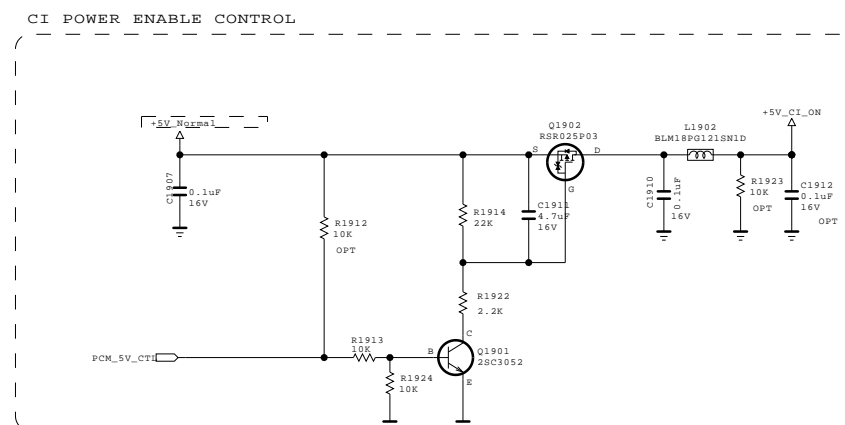 CI POWER ENABLE CONTROL
+5V_Normal
+5V_CI_ON
Q1902
RSR025P03
L1902
BLM18PG121SN1D
S
D
G
C1907
0.1uF
16V
R1912
10K
OPT
R1914
22K
C1911
4.7uF
16V
C1910
0.1uF
16V
R1923
10K
OPT
C1912
0.1uF
16V
OPT
R1922
2.2K
PCM_5V_CTL
R1913
10K
B
C
E
Q1901
2SC3052
R1924
10K